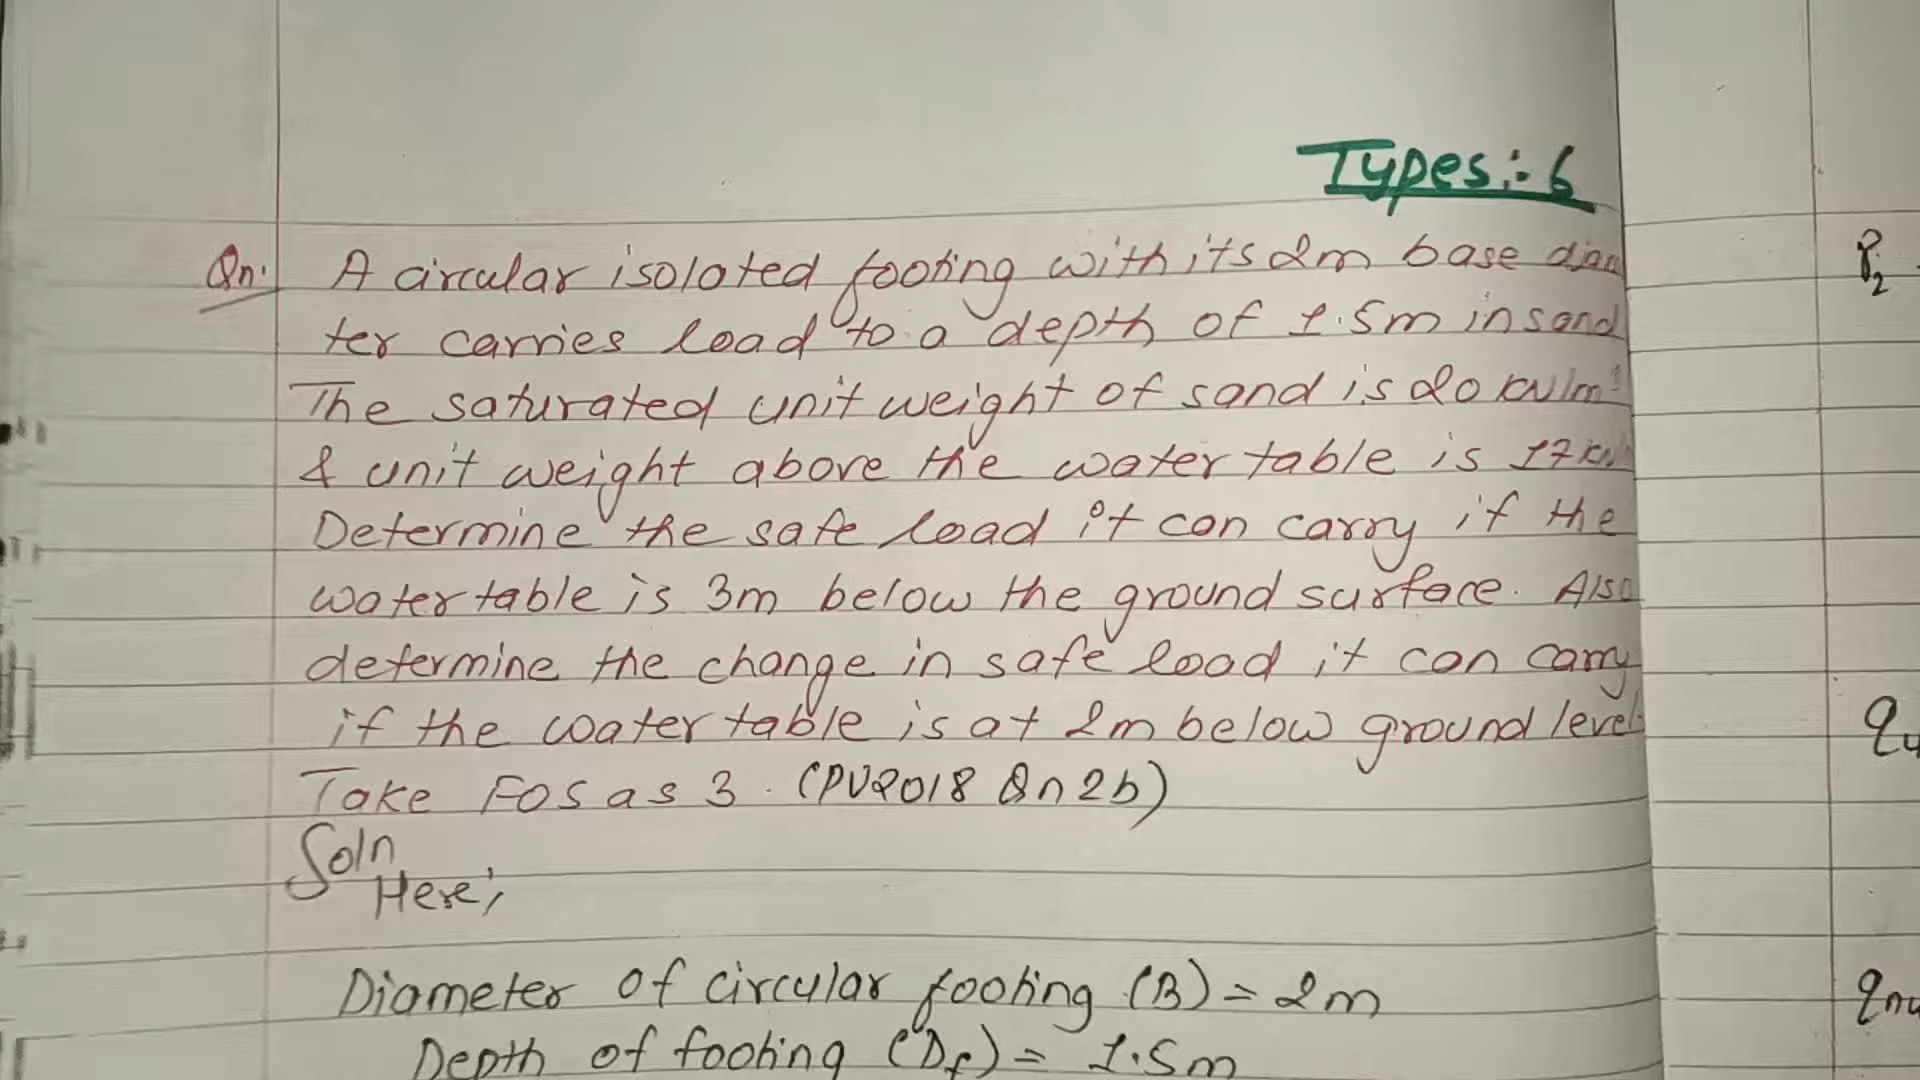 Types:- 6
Qn. A circular isolated footing with its 2m base diam
ter carries load to a depth of 1.5m in sand
The saturated unit weight of sand is 20 kN/m³
& unit weight above the water table is 17 kN
Determine the safe load it can carry if the
water table is 3m below the ground surface. Also
determine the change in safe load it can carry
if the water table is at 2m below ground level.
Take FOS as 3. (PU2018 Qn 2b)
Soln
Here,
Diameter of circular footing (B) = 2m
Depth of footing (Df) = 1.5m
P2
qu
qnu